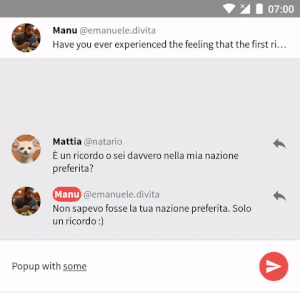 07:00
Manu @emanuele.divita
Have you ever experienced the feeling that the first ri...
Mattia @natario
È un ricordo o sei davvero nella mia nazione
preferita?
Manu @emanuele.divita
Non sapevo fosse la tua nazione preferita. Solo
un ricordo :)
Popup with some